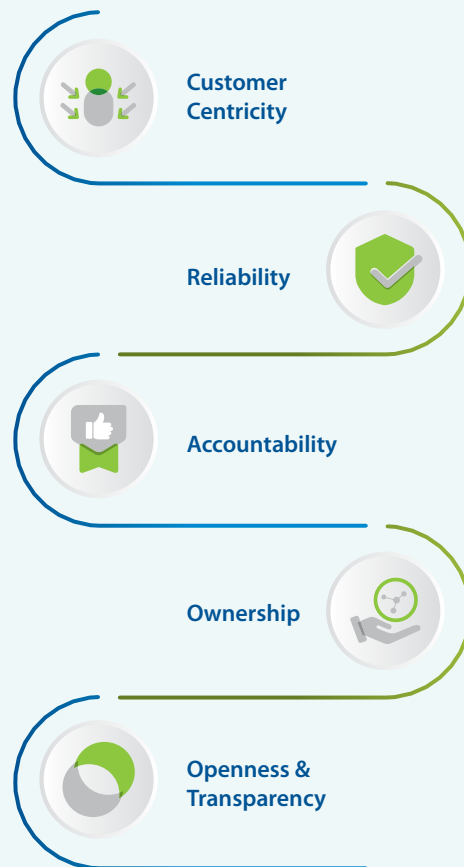 Customer
Centricity
Reliability
Accountability
Ownership
Openness &
Transparency